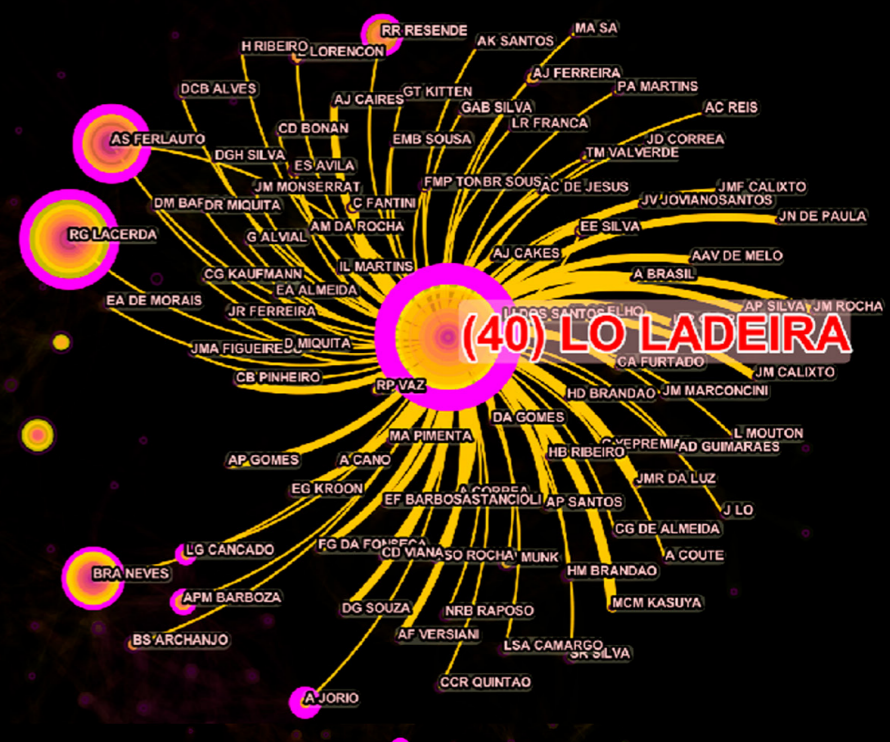 RR RESENDE
MA SA
AK SANTOS
H RIBEIRO
LORENCON
AJ FERREIRA
DCB ALVES
AJ CAIRES
GT KITTEN
PA MARTINS
GAB SILVA
AC REIS
LR FRANCA
CD BONAN
AS FERLAUTO
EMB SOUSA
JD CORREA
DGH SILVA
TM VALVERDE
ES AVILA
JM MONSERRAT
FMP TON
BR SOUS
AC DE JESUS
JMF CALIXTO
DM BAF
DR MIQUITA
C FANTINI
JV JOVIANOSANTOS
JN DE PAULA
RG LACERDA
G ALVIAL
AM DA ROCHA
EE SILVA
AJ CAKES
AAV DE MELO
IL MARTINS
CG KAUFMANN
A BRASIL
EA DE MORAIS
EA ALMEIDA
JR FERREIRA
AP SILVA
JM ROCHA
(40) LO LADEIRA
JMA FIGUEIREDO
D MIQUITA
CA FURTADO
CB PINHEIRO
RP VAZ
JM CALIXTO
HD BRANDAO
JM MARCONCINI
DA GOMES
MA PIMENTA
L MOUTON
AD GUIMARAES
HB RIBEIRO
AP GOMES
A CANO
JMR DA LUZ
EG KROON
A CORREA
EF BARBOSA
STANCIOLI
AP SANTOS
J LO
CG DE ALMEIDA
LG CANCADO
FG DA FONSECA
CD VIANA
SO ROCHA
MUNK
A COUTE
BRA NEVES
HM BRANDAO
APM BARBOZA
DG SOUZA
NRB RAPOSO
MCM KASUYA
BS ARCHANJO
AF VERSIANI
LSA CAMARGO
SR SILVA
CCR QUINTAO
A JORIO